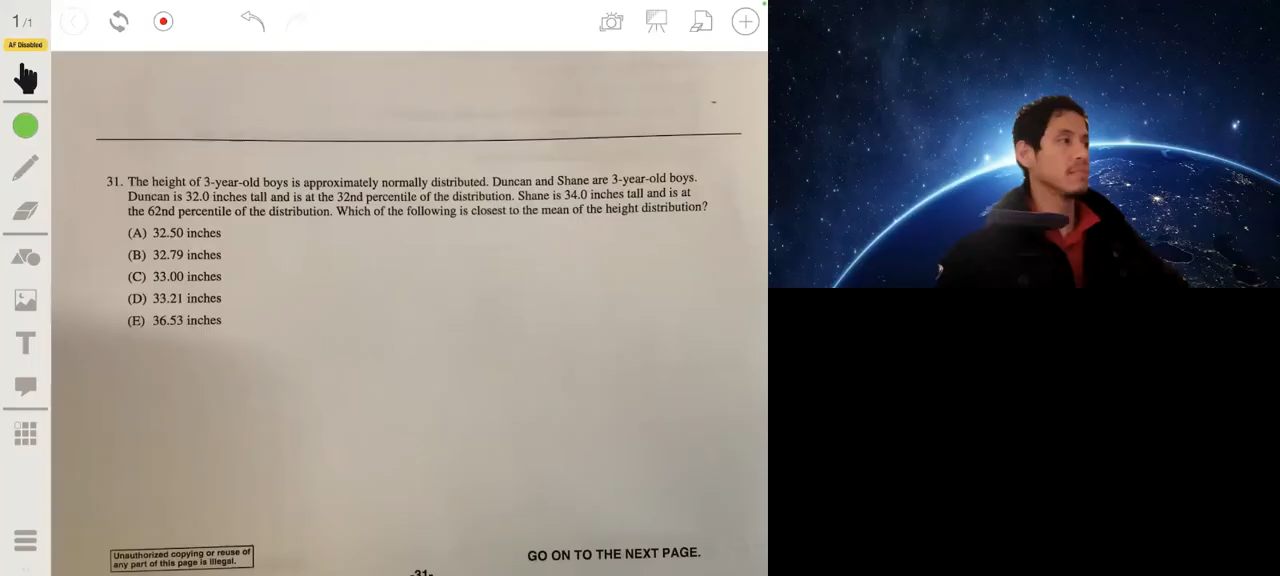 1/1
AF Disabled
31. The height of 3-year-old boys is approximately normally distributed. Duncan and Shane are 3-year-old boys.
Duncan is 32.0 inches tall and is at the 32nd percentile of the distribution. Shane is 34.0 inches tall and is at
the 62nd percentile of the distribution. Which of the following is closest to the mean of the height distribution?
(A) 32.50 inches
(B) 32.79 inches
(C) 33.00 inches
(D) 33.21 inches
(E) 36.53 inches
Unauthorized copying or reuse of
any part of this page is illegal.
GO ON TO THE NEXT PAGE.
-31-
T